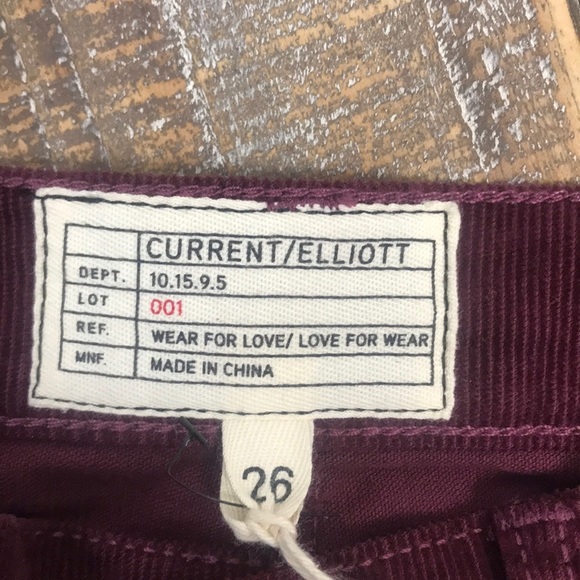 CURRENT/ELLIOTT
DEPT. 10.15.9.5
LOT 001
REF. WEAR FOR LOVE/ LOVE FOR WEAR
MNF. MADE IN CHINA
26